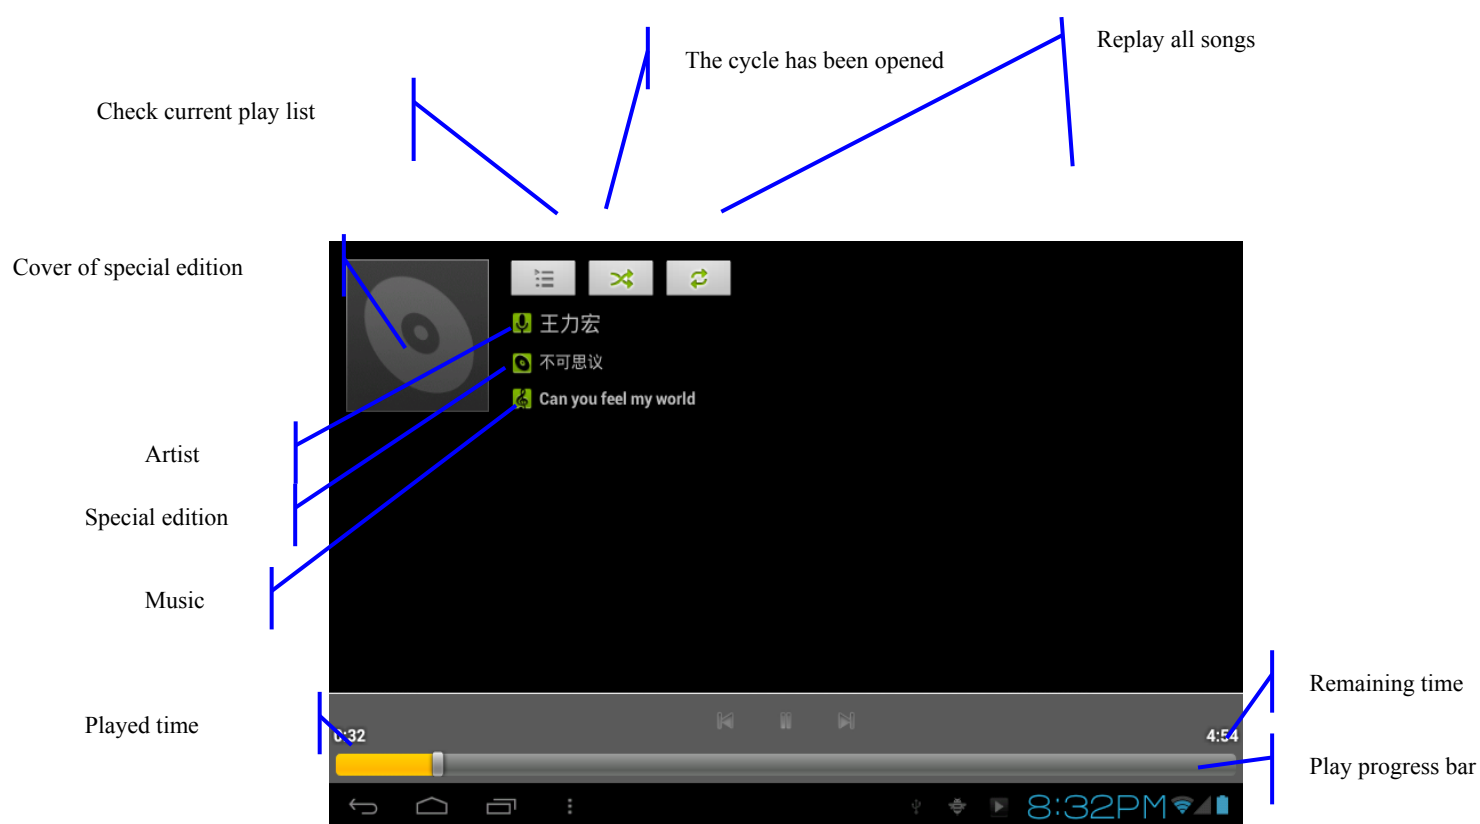 Replay all songs
The cycle has been opened
Check current play list
Cover of special edition
王力宏
不可思议
Can you feel my world
Artist
Special edition
Music
Remaining time
Played time
0:32
4:54
Play progress bar
8:32PM